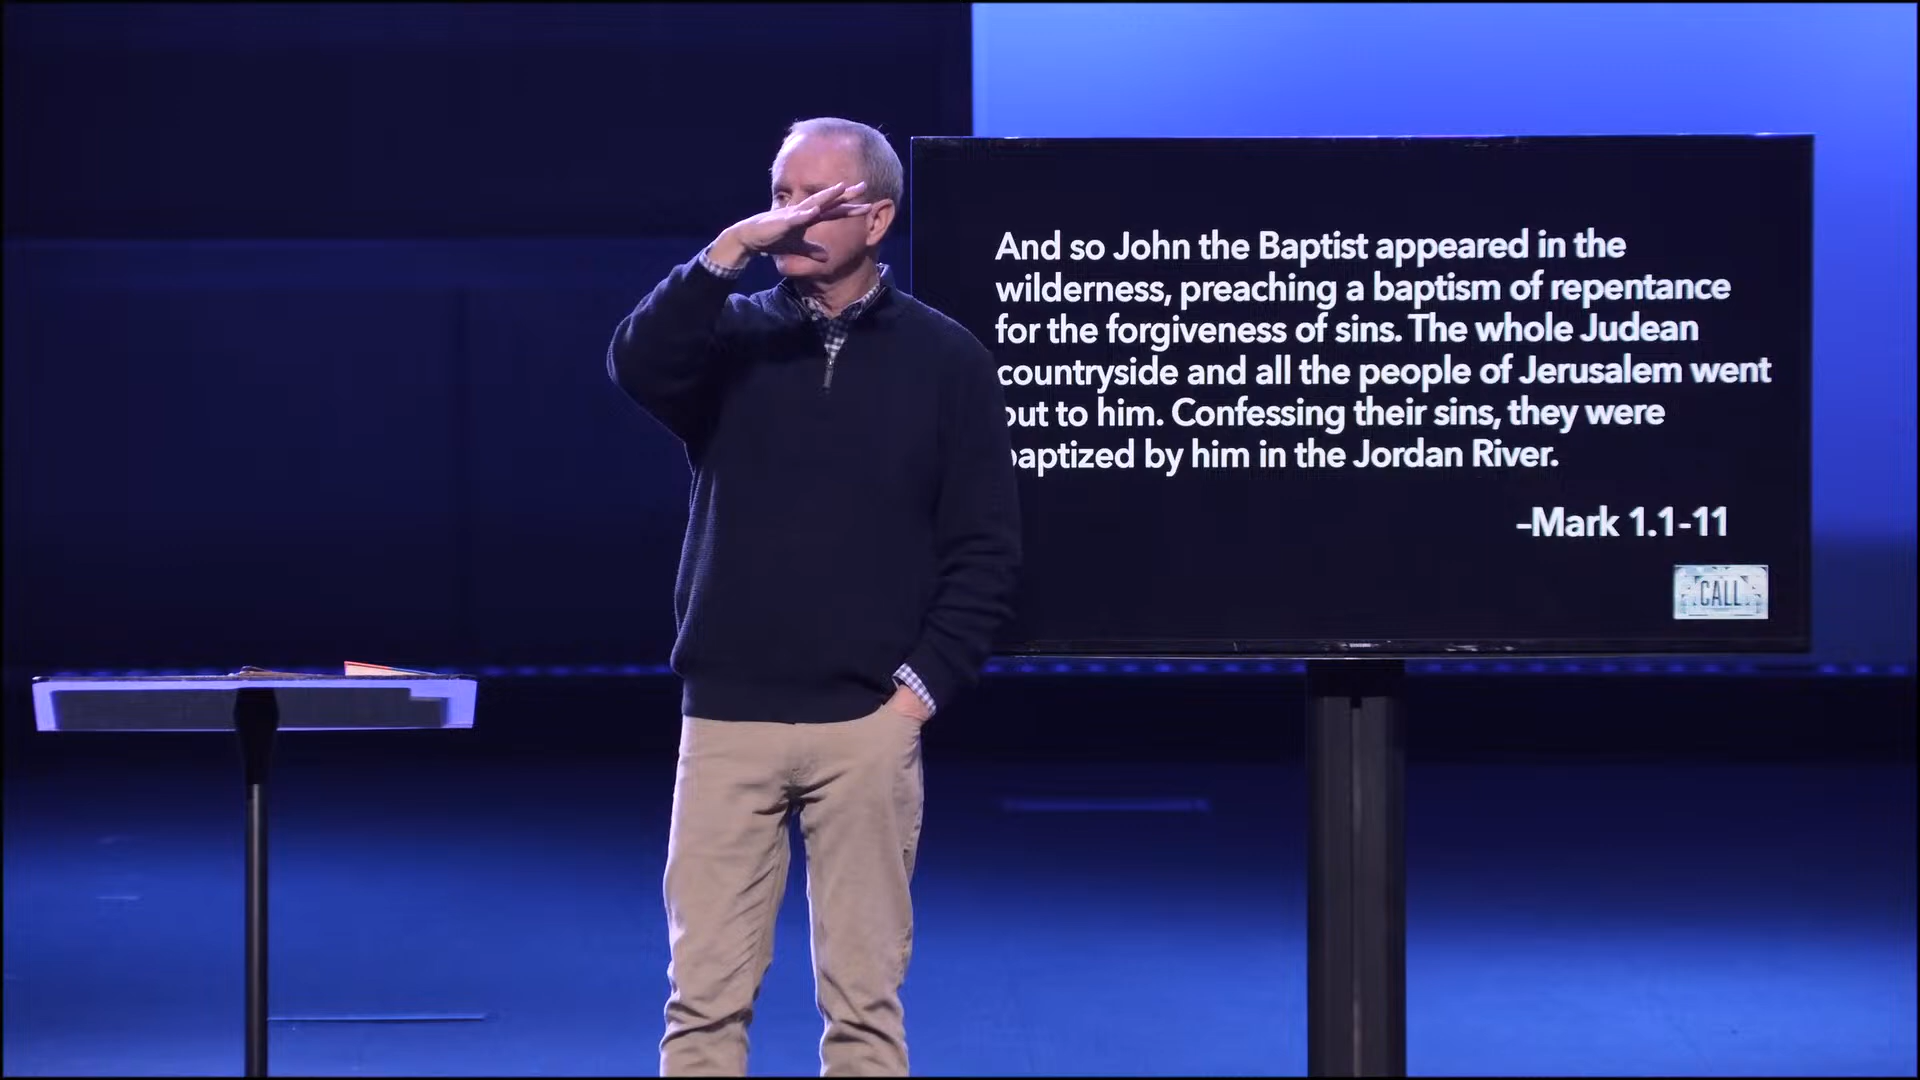 And so John the Baptist appeared in the
wilderness, preaching a baptism of repentance
for the forgiveness of sins. The whole Judean
countryside and all the people of Jerusalem went
out to him. Confessing their sins, they were
baptized by him in the Jordan River.
–Mark 1.1-11
CALL